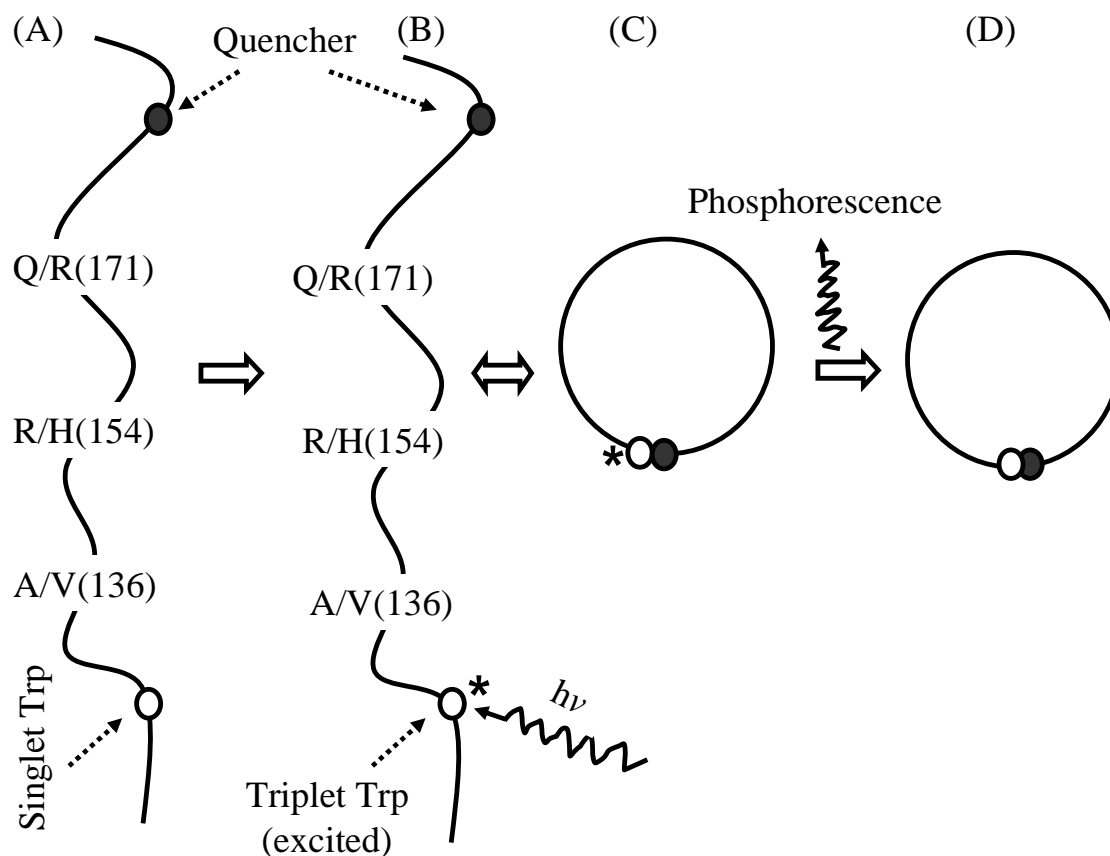 (A)
Quencher
(B)
(C)
(D)
Phosphorescence
Q/R(171)
Q/R(171)
R/H(154)
R/H(154)
A/V(136)
A/V(136)
Singlet Trp
*
*
hν
Triplet Trp
(excited)